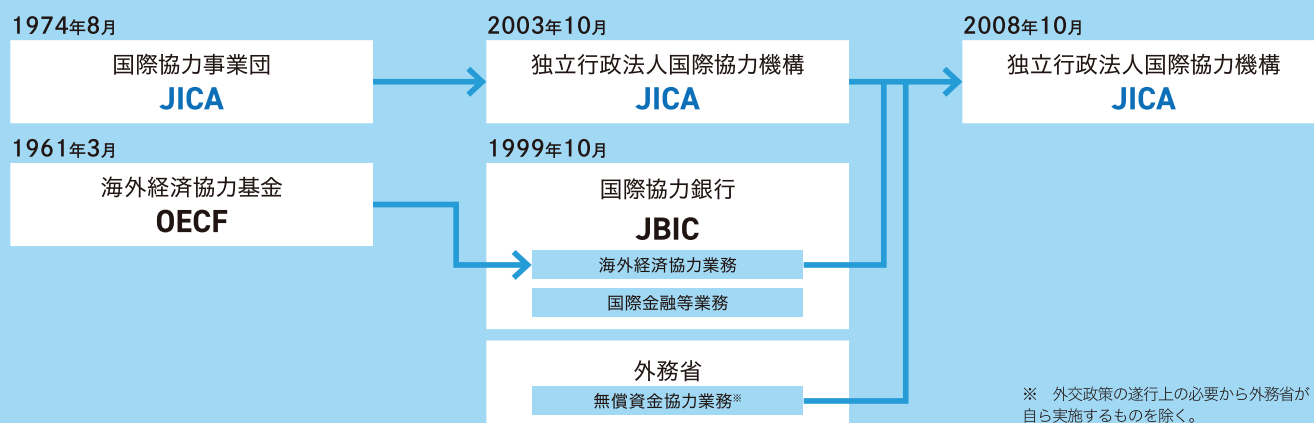 1974年8月
国際協力事業団
JICA
2003年10月
独立行政法人国際協力機構
JICA
2008年10月
独立行政法人国際協力機構
JICA
1961年3月
海外経済協力基金
OECF
1999年10月
国際協力銀行
JBIC
海外経済協力業務
国際金融等業務
外務省
無償資金協力業務※
※　外交政策の遂行上の必要から外務省が
自ら実施するものを除く。